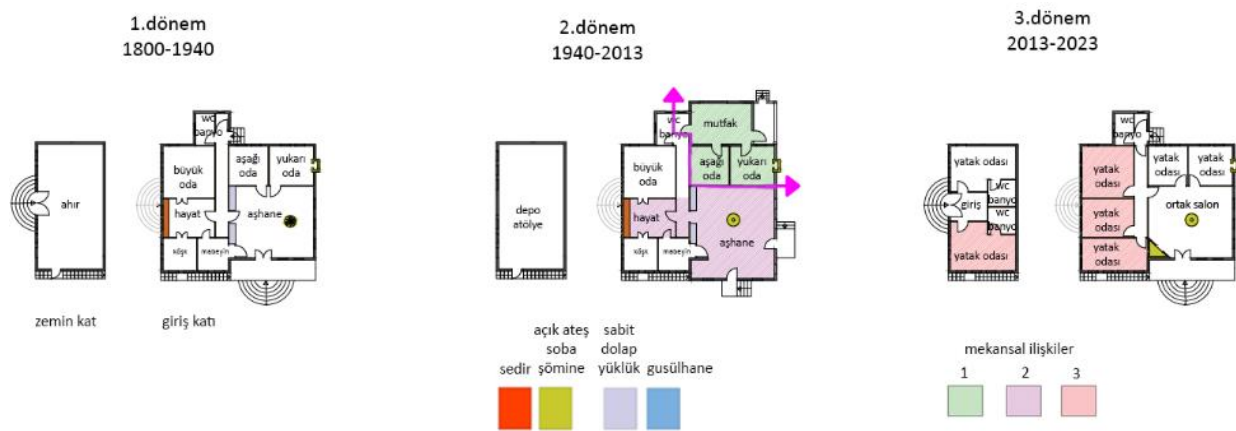 1.dönem
1800-1940
2.dönem
1940-2013
3.dönem
2013-2023
ahır
wc
banyo
büyük
oda
aşağı
oda
yukarı
oda
hayat
aşhane
mabeyin
zemin kat
giriş katı
depo
atölye
wc
banyo
mutfak
büyük
oda
aşağı
oda
yukarı
oda
hayat
aşhane
mabeyin
yatak odası
giriş
wc
banyo
wc
banyo
yatak odası
wc
banyo
yatak
odası
yatak
odası
yatak
odası
yatak
odası
yatak
odası
ortak salon
sedir
açık ateş
soba
şömine
sabit
dolap
yüklük
gusülhane
mekansal ilişkiler
1
2
3